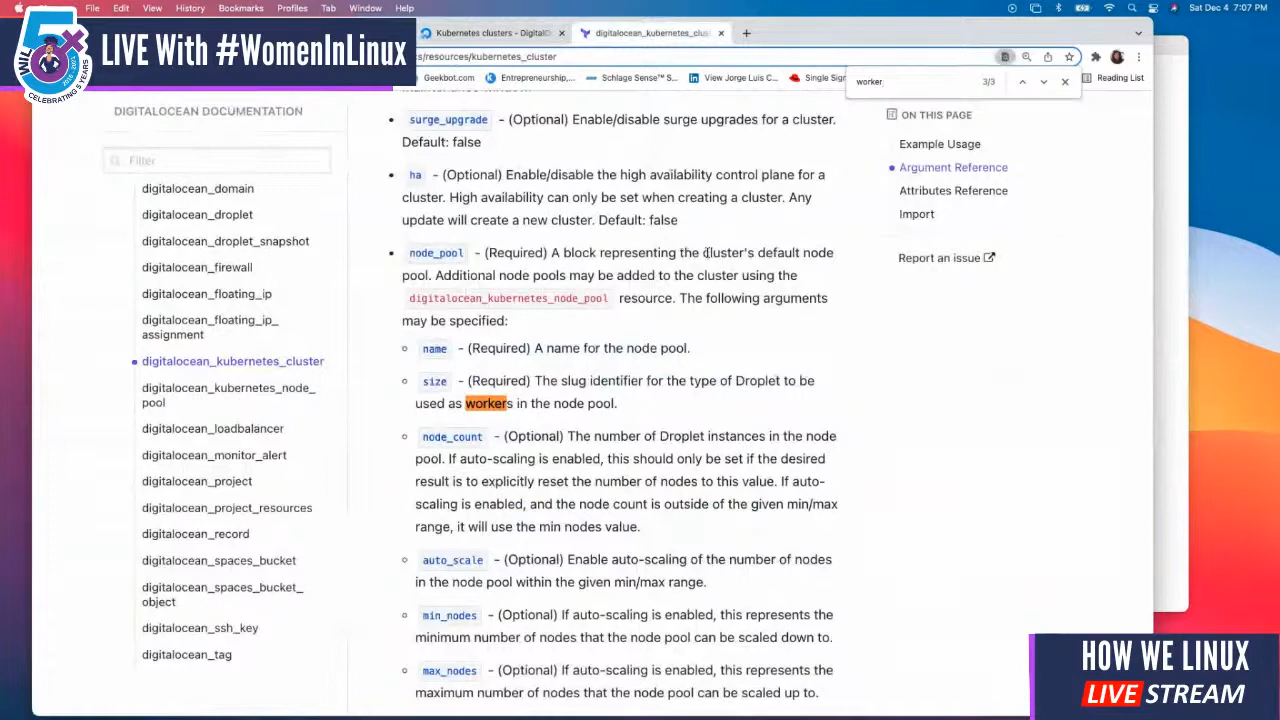 File
Edit
View
History
Bookmarks
Profiles
Tab
Window
Help
Sat Dec 4 7:07 PM
5X
WIL
2016-2021
CELEBRATING 5 YEARS
LIVE With #WomenInLinux
Kubernetes clusters - DigitalO
digitalocean_kubernetes_clus
s/resources/kubernetes_cluster
Geekbot.com
Entrepreneurship,...
Schlage Sense™ S...
View Jorge Luis C...
Single Sign
Reading List
worker
3/3
DIGITALOCEAN DOCUMENTATION
Filter
digitalocean_domain
digitalocean_droplet
digitalocean_droplet_snapshot
digitalocean_firewall
digitalocean_floating_ip
digitalocean_floating_ip_
assignment
digitalocean_kubernetes_cluster
digitalocean_kubernetes_node_
pool
digitalocean_loadbalancer
digitalocean_monitor_alert
digitalocean_project
digitalocean_project_resources
digitalocean_record
digitalocean_spaces_bucket
digitalocean_spaces_bucket_
object
digitalocean_ssh_key
digitalocean_tag
surge_upgrade - (Optional) Enable/disable surge upgrades for a cluster.
Default: false
ha - (Optional) Enable/disable the high availability control plane for a
cluster. High availability can only be set when creating a cluster. Any
update will create a new cluster. Default: false
node_pool - (Required) A block representing the cluster's default node
pool. Additional node pools may be added to the cluster using the
digitalocean_kubernetes_node_pool resource. The following arguments
may be specified:
name - (Required) A name for the node pool.
size - (Required) The slug identifier for the type of Droplet to be
used as workers in the node pool.
node_count - (Optional) The number of Droplet instances in the node
pool. If auto-scaling is enabled, this should only be set if the desired
result is to explicitly reset the number of nodes to this value. If auto-
scaling is enabled, and the node count is outside of the given min/max
range, it will use the min nodes value.
auto_scale - (Optional) Enable auto-scaling of the number of nodes
in the node pool within the given min/max range.
min_nodes - (Optional) If auto-scaling is enabled, this represents the
minimum number of nodes that the node pool can be scaled down to.
max_nodes - (Optional) If auto-scaling is enabled, this represents the
maximum number of nodes that the node pool can be scaled up to.
ON THIS PAGE
Example Usage
Argument Reference
Attributes Reference
Import
Report an issue
HOW WE LINUX
LIVE STREAM